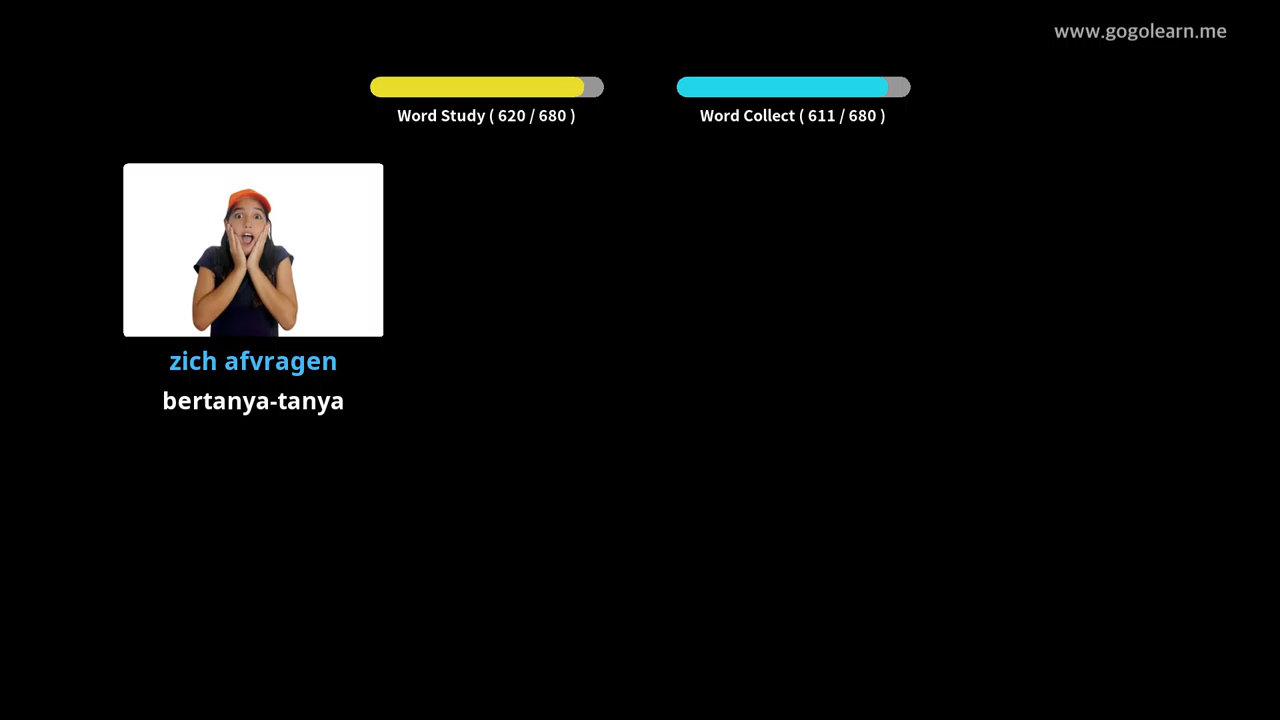 www.gogolearn.me
Word Study ( 620 / 680 )
Word Collect ( 611 / 680 )
zich afvragen
bertanya-tanya